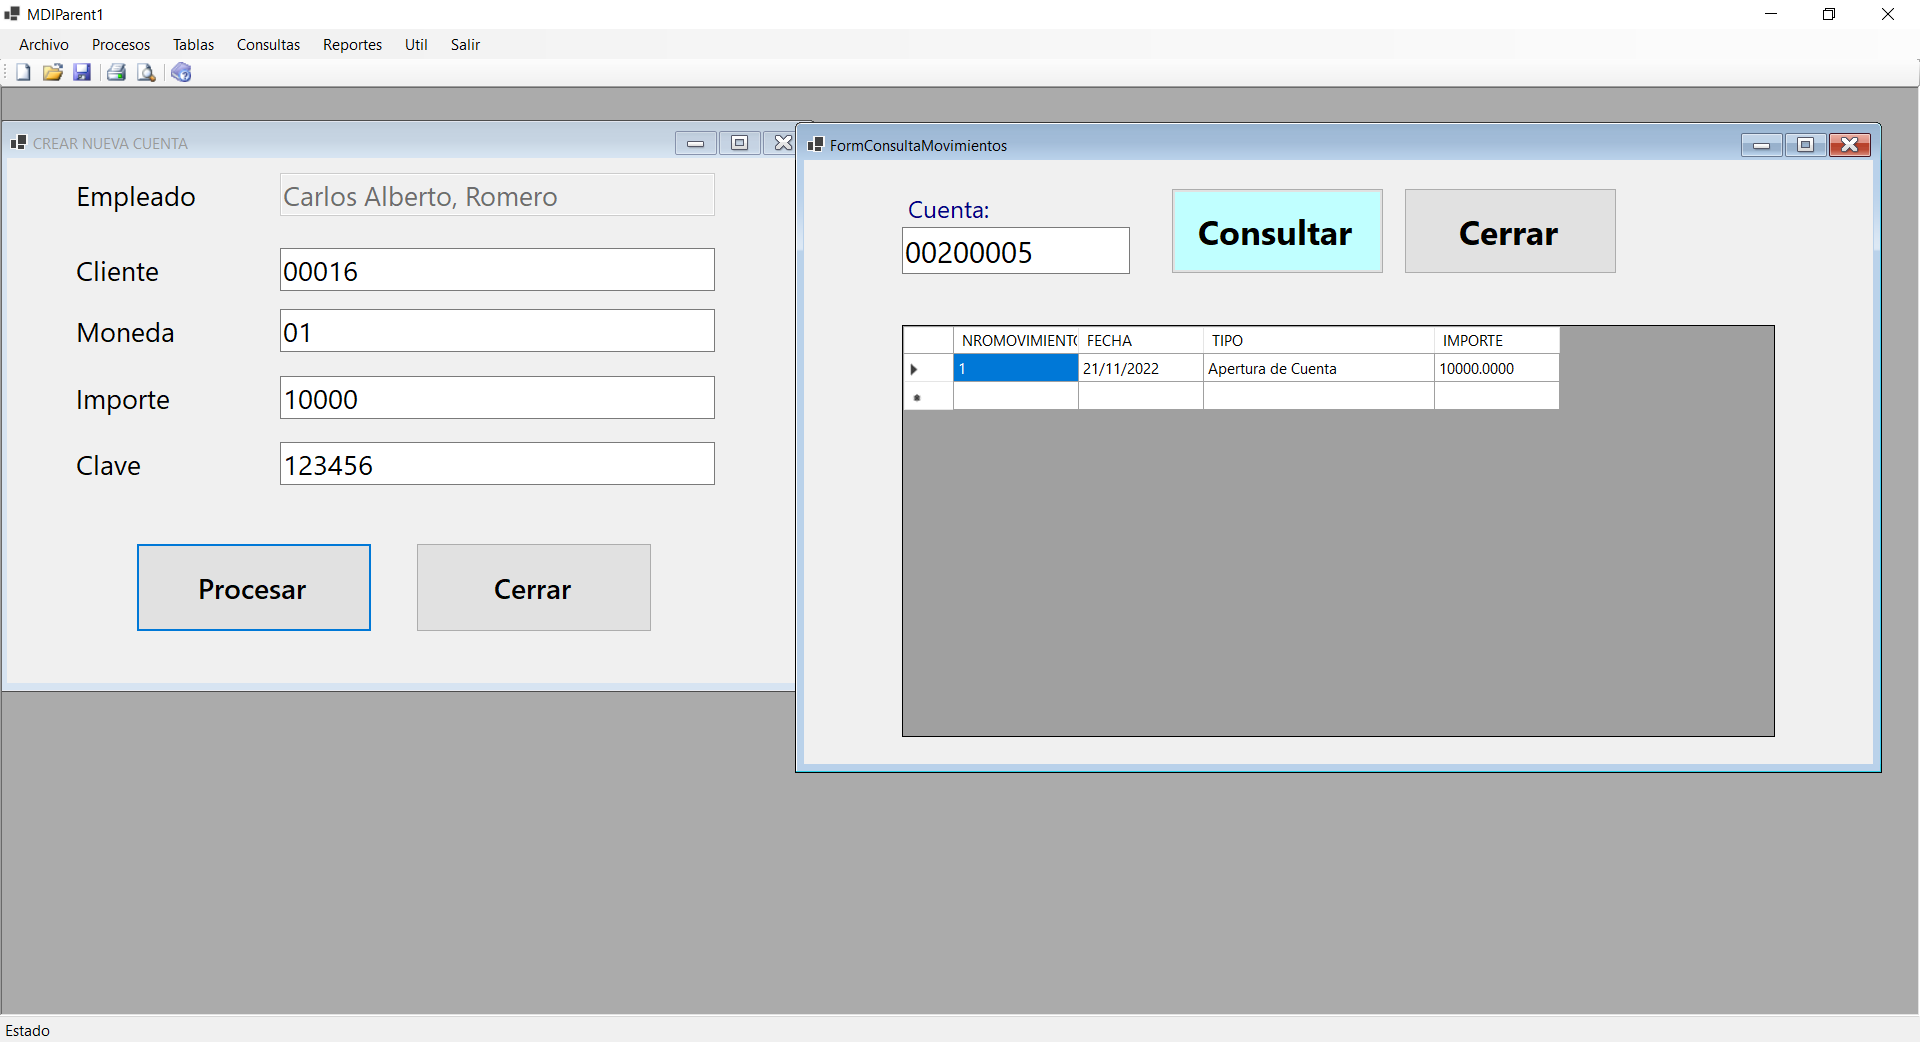 MDIParent1
Archivo Procesos Tablas Consultas Reportes Util Salir
CREAR NUEVA CUENTA
Empleado Carlos Alberto, Romero
Cliente 00016
Moneda 01
Importe 10000
Clave 123456
Procesar Cerrar
FormConsultaMovimientos
Cuenta:
00200005
Consultar Cerrar
NROMOVIMIENTO FECHA TIPO IMPORTE
1 21/11/2022 Apertura de Cuenta 10000.0000
Estado